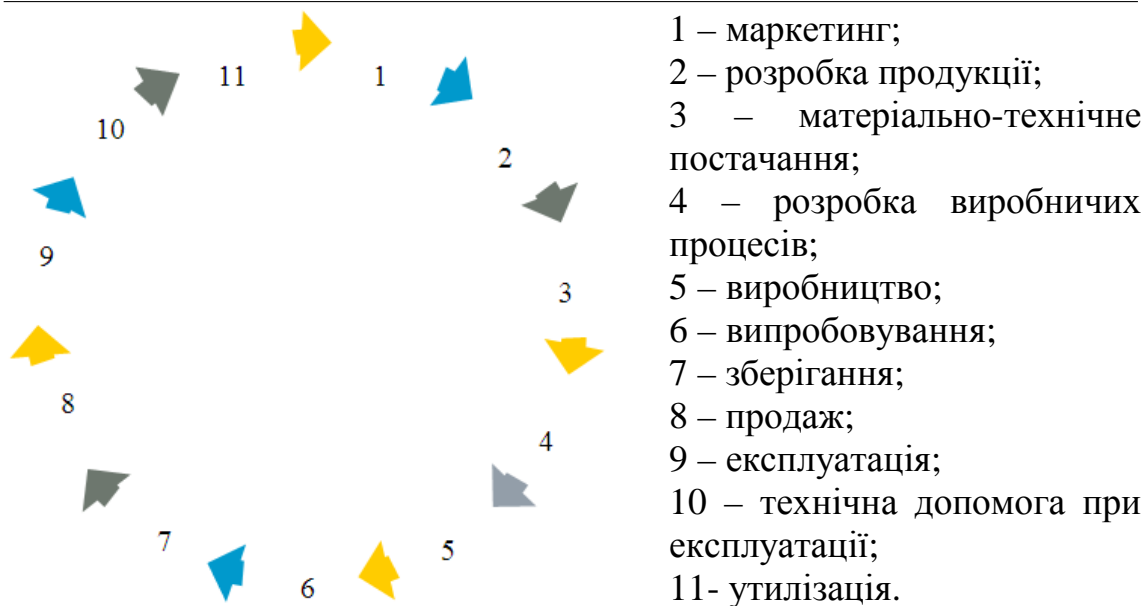 1
2
3
4
5
6
7
8
9
10
11
1 – маркетинг;
2 – розробка продукції;
3 – матеріально-технічне
постачання;
4 – розробка виробничих
процесів;
5 – виробництво;
6 – випробовування;
7 – зберігання;
8 – продаж;
9 – експлуатація;
10 – технічна допомога при
експлуатації;
11- утилізація.